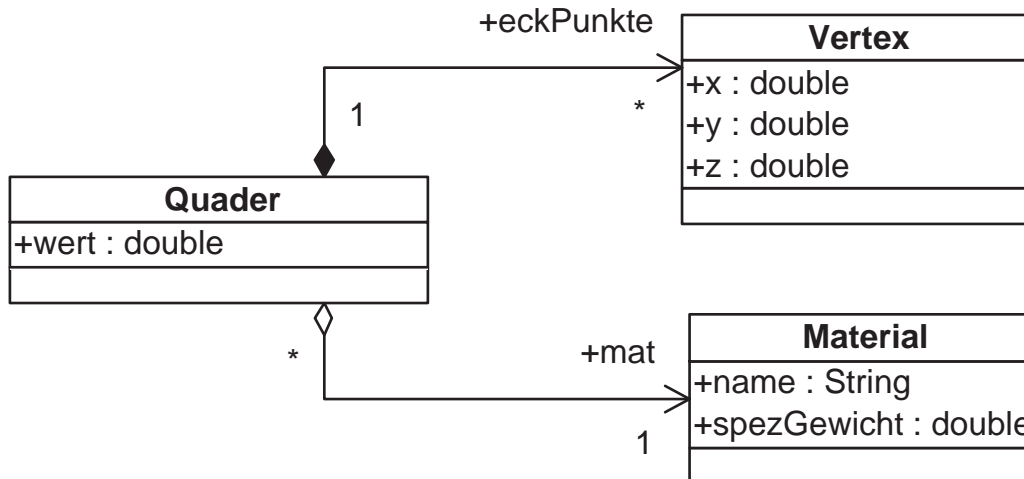 +eckPunkte
Vertex
+x : double
+y : double
+z : double
1
*
Quader
+wert : double
*
+mat
1
Material
+name : String
+spezGewicht : double